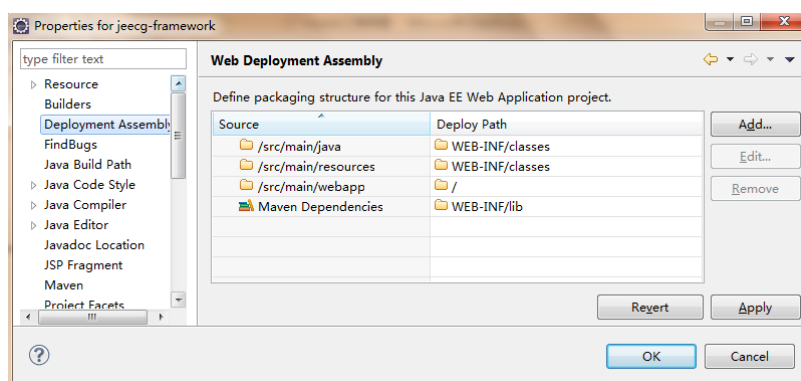 Properties for jeecg-framework
type filter text
Web Deployment Assembly
Resource
Builders
Deployment Assembly
FindBugs
Java Build Path
Java Code Style
Java Compiler
Java Editor
Javadoc Location
JSP Fragment
Maven
Project Facets
Define packaging structure for this Java EE Web Application project.
Source Deploy Path
/src/main/java WEB-INF/classes
/src/main/resources WEB-INF/classes
/src/main/webapp /
Maven Dependencies WEB-INF/lib
Add...
Edit...
Remove
Revert Apply
OK Cancel